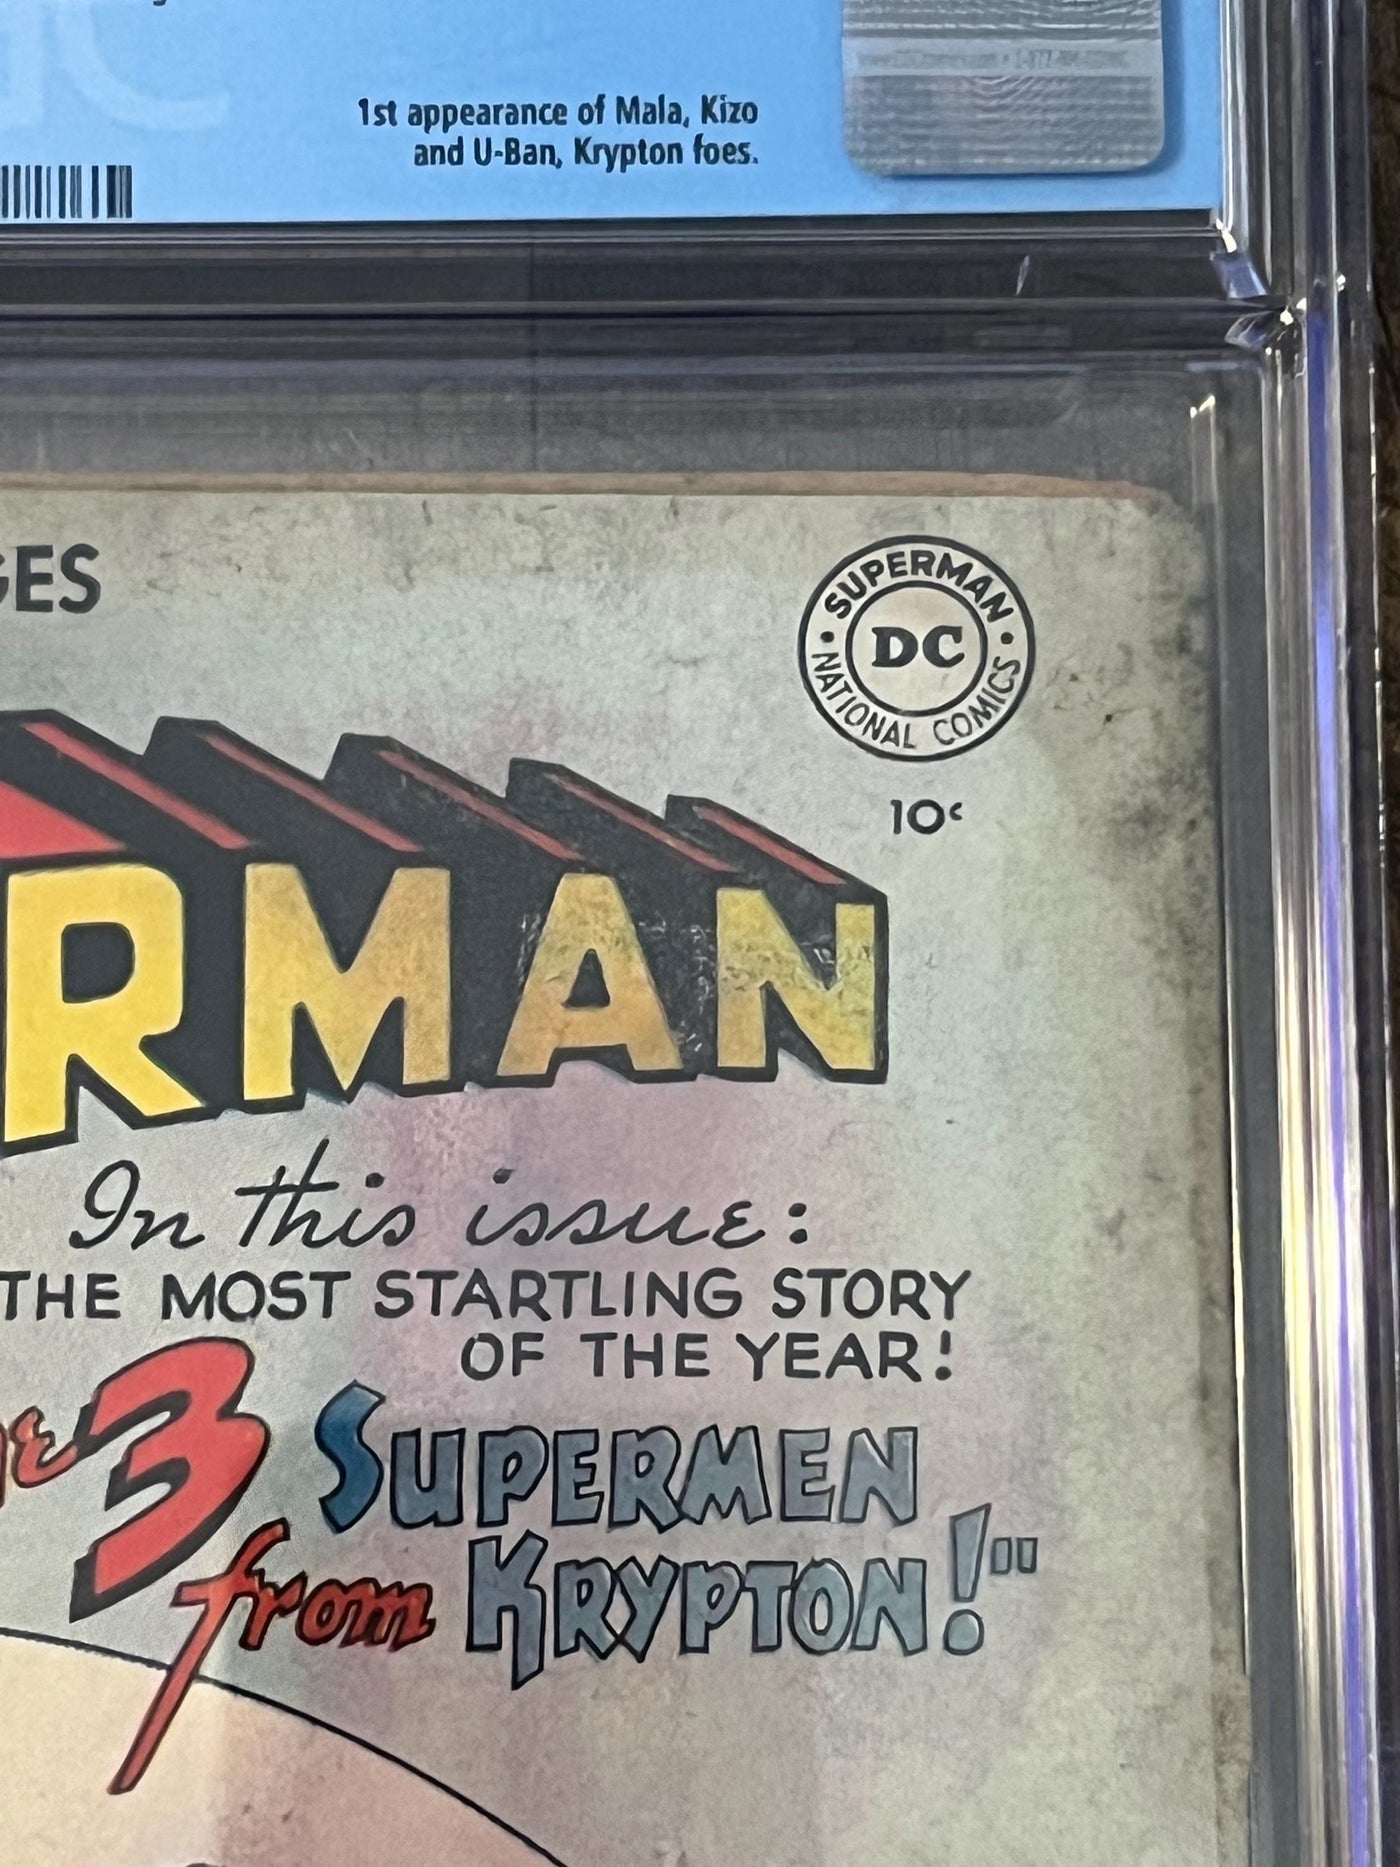 1st appearance of Mala, Kizo
and U-Ban, Krypton foes.
GES
SUPERMAN
DC
NATIONAL COMICS
10¢
RMAN
In this issue:
THE MOST STARTLING STORY
OF THE YEAR!
3 SUPERMEN
from KRYPTON!"